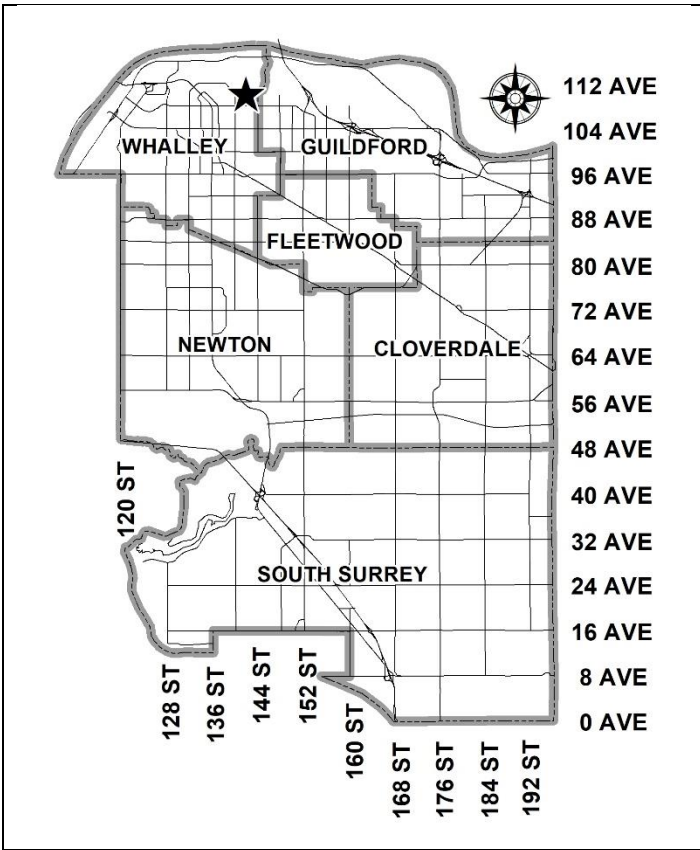 112 AVE
104 AVE
WHALLEY
GUILDFORD
96 AVE
88 AVE
FLEETWOOD
80 AVE
72 AVE
NEWTON
CLOVERDALE
64 AVE
56 AVE
48 AVE
120 ST
40 AVE
32 AVE
SOUTH SURREY
24 AVE
16 AVE
128 ST
136 ST
144 ST
152 ST
160 ST
8 AVE
0 AVE
168 ST
176 ST
184 ST
192 ST